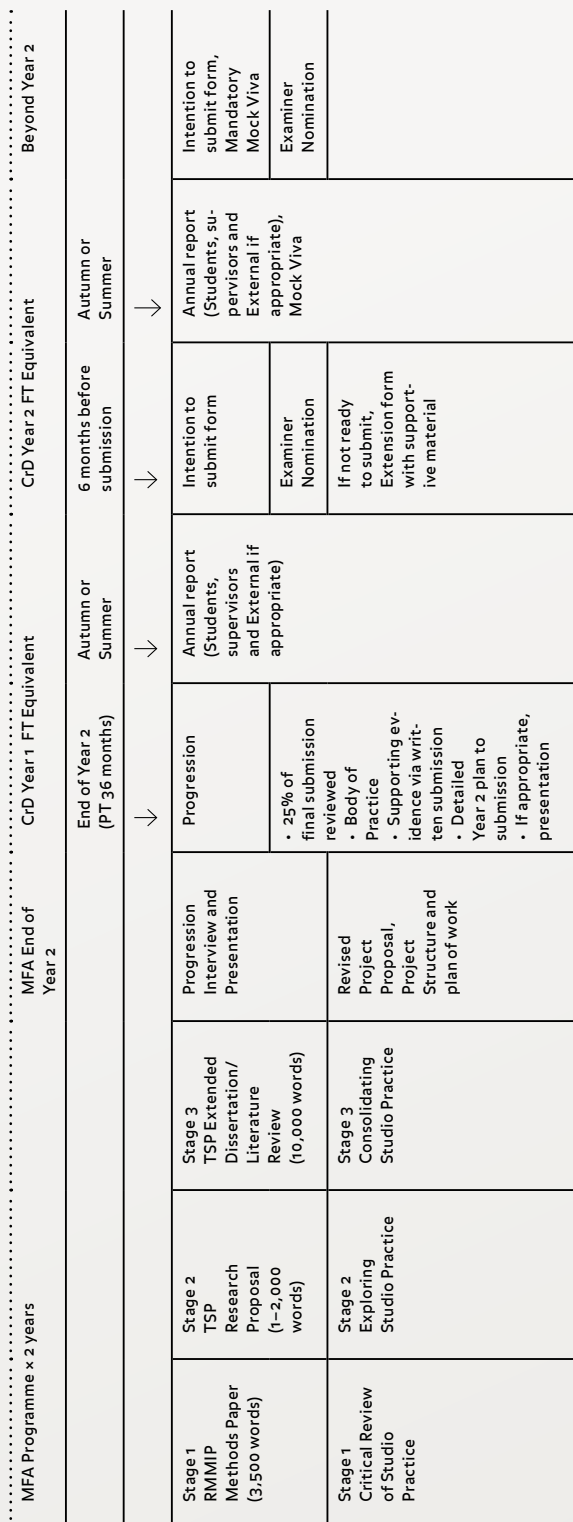 MFA Programme × 2 years
MFA End of
Year 2
CrD Year 1 FT Equivalent
CrD Year 2 FT Equivalent
Beyond Year 2
End of Year 2
(PT 36 months)
Autumn or
Summer
6 months before
submission
Autumn or
Summer
Stage 1
RMMIP
Methods Paper
(3,500 words)
Stage 2
TSP
Research
Proposal
(1–2,000
words)
Stage 3
TSP Extended
Dissertation/
Literature
Review
(10,000 words)
Progression
Interview and
Presentation
Progression
Annual report
(Students,
supervisors
and External if
appropriate)
Intention to
submit form
Annual report
(Students, su-
pervisors and
External if
appropriate),
Mock Viva
Intention to
submit form,
Mandatory
Mock Viva
• 25% of
final submission
reviewed
• Body of
Practice
• Supporting ev-
idence via writ-
ten submission
• Detailed
Year 2 plan to
submission
• If appropriate,
presentation
Examiner
Nomination
Examiner
Nomination
Stage 1
Critical Review
of Studio
Practice
Stage 2
Exploring
Studio Practice
Stage 3
Consolidating
Studio Practice
Revised
Project
Proposal,
Project
Structure and
plan of work
If not ready
to submit,
Extension form
with support-
ive material